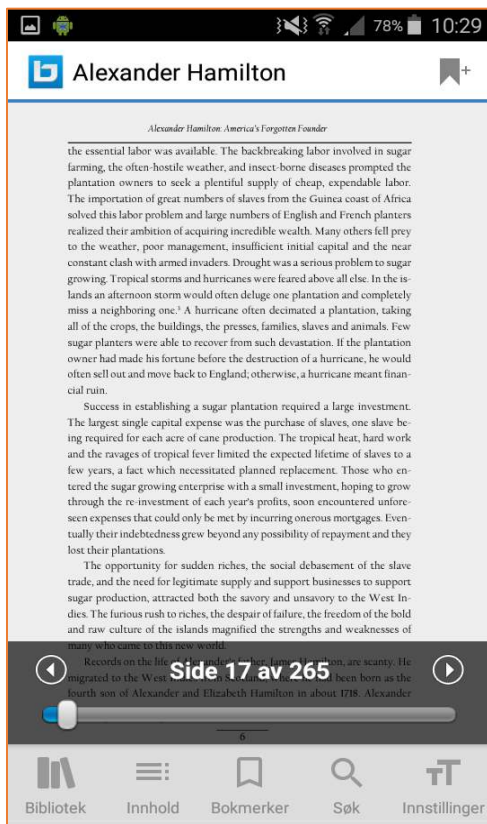 78% 10:29
Alexander Hamilton
Alexander Hamilton: America's Forgotten Founder
the essential labor was available. The backbreaking labor involved in sugar
farming, the often-hostile weather, and insect-borne diseases prompted the
plantation owners to seek a plentiful supply of cheap, expendable labor.
The importation of great numbers of slaves from the Guinea coast of Africa
solved this labor problem and large numbers of English and French planters
realized their ambition of acquiring incredible wealth. Many others fell prey
to the weather, poor management, insufficient initial capital and the near
constant clash with armed invaders. Drought was a serious problem to sugar
growing. Tropical storms and hurricanes were feared above all else. In the is-
lands an afternoon storm would often deluge one plantation and completely
miss a neighboring one.³ A hurricane often decimated a plantation, taking
all of the crops, the buildings, the presses, families, slaves and animals. Few
sugar planters were able to recover from such devastation. If the plantation
owner had made his fortune before the destruction of a hurricane, he would
often sell out and move back to England; otherwise, a hurricane meant finan-
cial ruin.
Success in establishing a sugar plantation required a large investment.
The largest single capital expense was the purchase of slaves, one slave be-
ing required for each acre of cane production. The tropical heat, hard work
and the ravages of tropical fever limited the expected lifetime of slaves to a
few years, a fact which necessitated planned replacement. Those who en-
tered the sugar growing enterprise with a small investment, hoping to grow
through the re-investment of each year's profits, soon encountered unfore-
seen expenses that could only be met by incurring onerous mortgages. Even-
tually their indebtedness grew beyond any possibility of repayment and they
lost their plantations.
The opportunity for sudden riches, the social debasement of the slave
trade, and the need for legitimate supply and support businesses to support
sugar production, attracted both the savory and unsavory to the West In-
dies. The furious rush to riches, the despair of failure, the freedom of the bold
and raw culture of the islands magnified the strengths and weaknesses of
many who came to this new world.
Records on the life of Alexander's father, James Hamilton, are scanty. He
migrated to the West had been born as the
fourth son of Alexander and Elizabeth Hamilton in about 1718. Alexander
Side 17 av 265
6
Bibliotek Innhold Bokmerker Søk Innstillinger